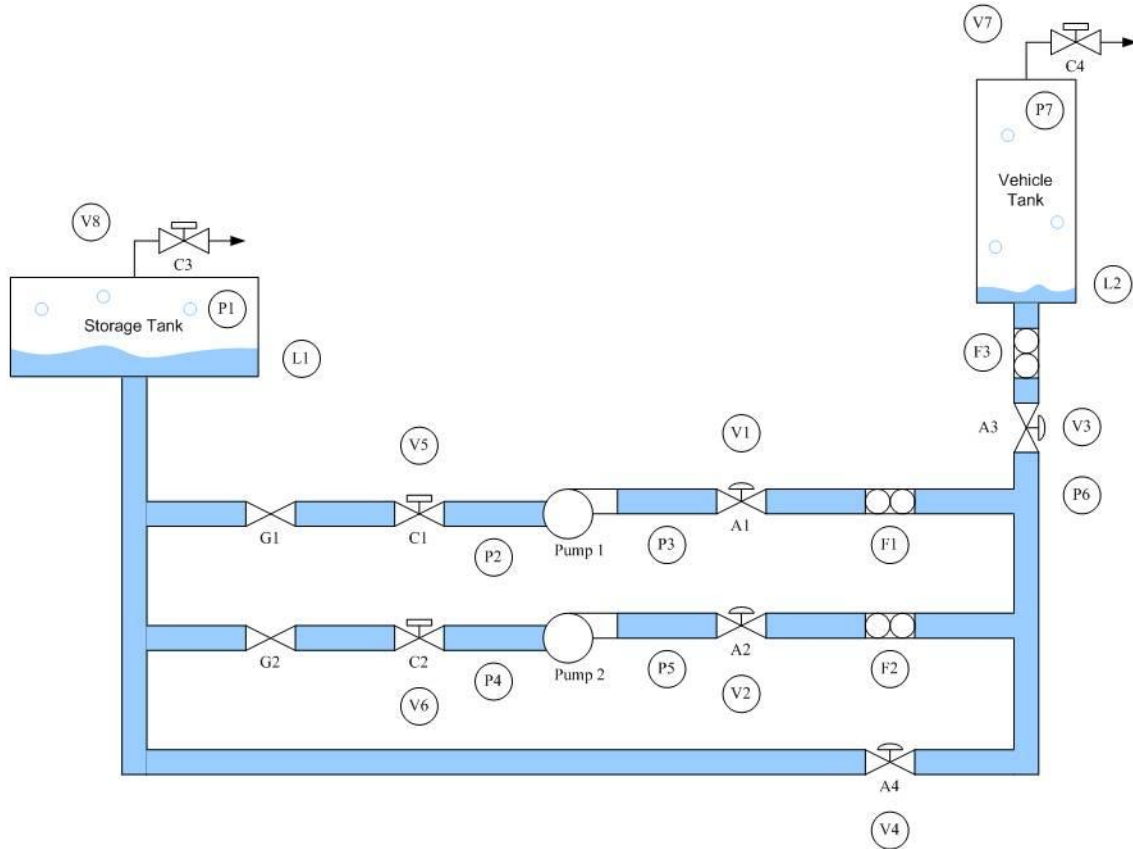 V7
C4
P7
Vehicle
Tank
V8
C3
P1
Storage Tank
L1
L2
F3
A3
V3
V5
V1
P6
G1
C1
P2
Pump 1
P3
A1
F1
G2
C2
P4
Pump 2
P5
A2
F2
V6
V2
A4
V4